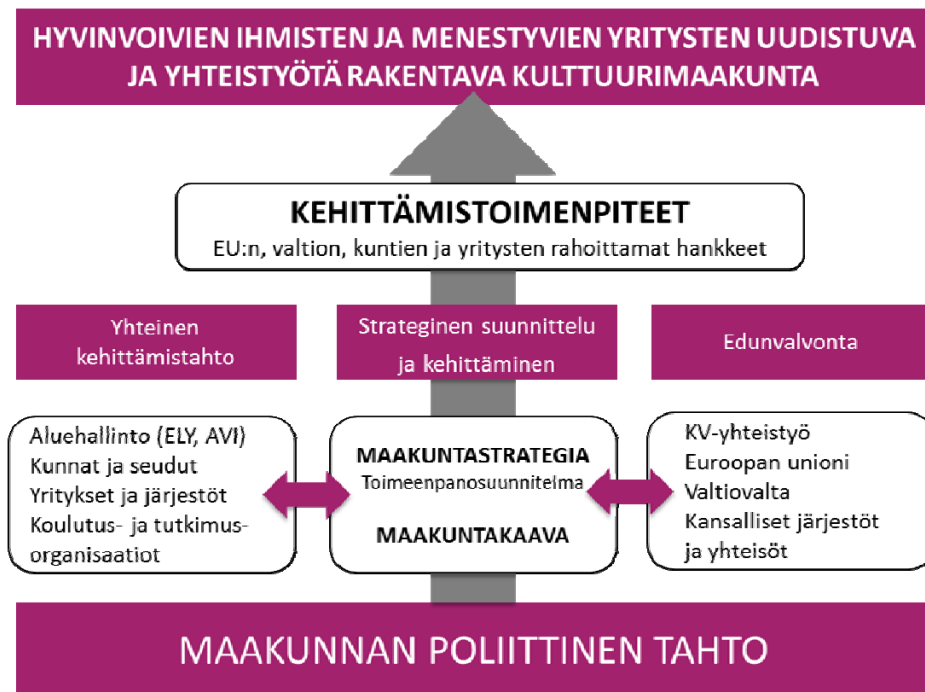 HYVINVOIVIEN IHMISTEN JA MENESTYVIEN YRITYSTEN UUDISTUVA
JA YHTEISTYÖTÄ RAKENTAVA KULTTUURIMAAKUNTA
KEHITTÄMISTOIMENPITEET
EU:n, valtion, kuntien ja yritysten rahoittamat hankkeet
Yhteinen
kehittämistahto
Strateginen suunnittelu
ja kehittäminen
Edunvalvonta
Aluehallinto (ELY, AVI)
Kunnat ja seudut
Yritykset ja järjestöt
Koulutus- ja tutkimus-
organisaatiot
MAAKUNTASTRATEGIA
Toimeenpanosuunnitelma
MAAKUNTAKAAVA
KV-yhteistyö
Euroopan unioni
Valtiovalta
Kansalliset järjestöt
ja yhteisöt
MAAKUNNAN POLIITTINEN TAHTO